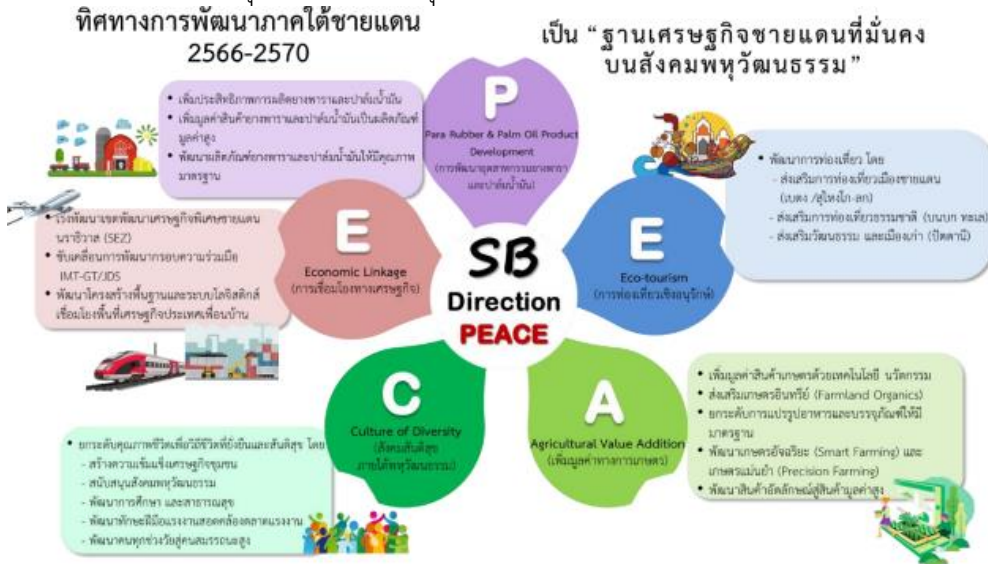 ทิศทางการพัฒนาภาคใต้ชายแดน
2566-2570
เป็น “ฐานเศรษฐกิจชายแดนที่มั่นคง
บนสังคมพหุวัฒนธรรม”
P
Para Rubber & Palm Oil Product
Development
(การพัฒนาอุตสาหกรรมยางพารา
และปาล์มน้ำมัน)
• เพิ่มประสิทธิภาพการผลิตยางพาราและปาล์มน้ำมัน
• เพิ่มมูลค่าสินค้ายางพาราและปาล์มน้ำมันเป็นผลิตภัณฑ์
มูลค่าสูง
• พัฒนาผลิตภัณฑ์ยางพาราและปาล์มน้ำมันให้มีคุณภาพ
มาตรฐาน
E
Eco-tourism
(การท่องเที่ยวเชิงอนุรักษ์)
• พัฒนาการท่องเที่ยว โดย
- ส่งเสริมการท่องเที่ยวเมืองชายแดน
(เบตง /สุไหงโก-ลก)
- ส่งเสริมการท่องเที่ยวธรรมชาติ (บนบก ทะเล)
- ส่งเสริมวัฒนธรรม และเมืองเก่า (ปัตตานี)
A
Agricultural Value Addition
(เพิ่มมูลค่าทางการเกษตร)
• เพิ่มมูลค่าสินค้าเกษตรด้วยเทคโนโลยี นวัตกรรม
• ส่งเสริมเกษตรอินทรีย์ (Farmland Organics)
• ยกระดับการแปรรูปอาหารและบรรจุภัณฑ์ให้มี
มาตรฐาน
• พัฒนาเกษตรอัจฉริยะ (Smart Farming) และ
เกษตรแม่นยำ (Precision Farming)
• พัฒนาสินค้าอัตลักษณ์สู่สินค้ามูลค่าสูง
C
Culture of Diversity
(สังคมสันติสุข
ภายใต้พหุวัฒนธรรม)
• ยกระดับคุณภาพชีวิตเพื่อวิถีชีวิตที่ยั่งยืนและสันติสุข โดย
- สร้างความเข้มแข็งเศรษฐกิจชุมชน
- สนับสนุนสังคมพหุวัฒนธรรม
- พัฒนาการศึกษา และสาธารณสุข
- พัฒนาทักษะฝีมือแรงงานสอดคล้องตลาดแรงงาน
- พัฒนาคนทุกช่วงวัยสู่คนสมรรถนะสูง
E
Economic Linkage
(การเชื่อมโยงทางเศรษฐกิจ)
• เร่งพัฒนาเขตพัฒนาเศรษฐกิจพิเศษชายแดน
นราธิวาส (SEZ)
• ขับเคลื่อนการพัฒนากรอบความร่วมมือ
IMT-GT/JDS
• พัฒนาโครงสร้างพื้นฐานและระบบโลจิสติกส์
เชื่อมโยงพื้นที่เศรษฐกิจประเทศเพื่อนบ้าน
SB
Direction
PEACE